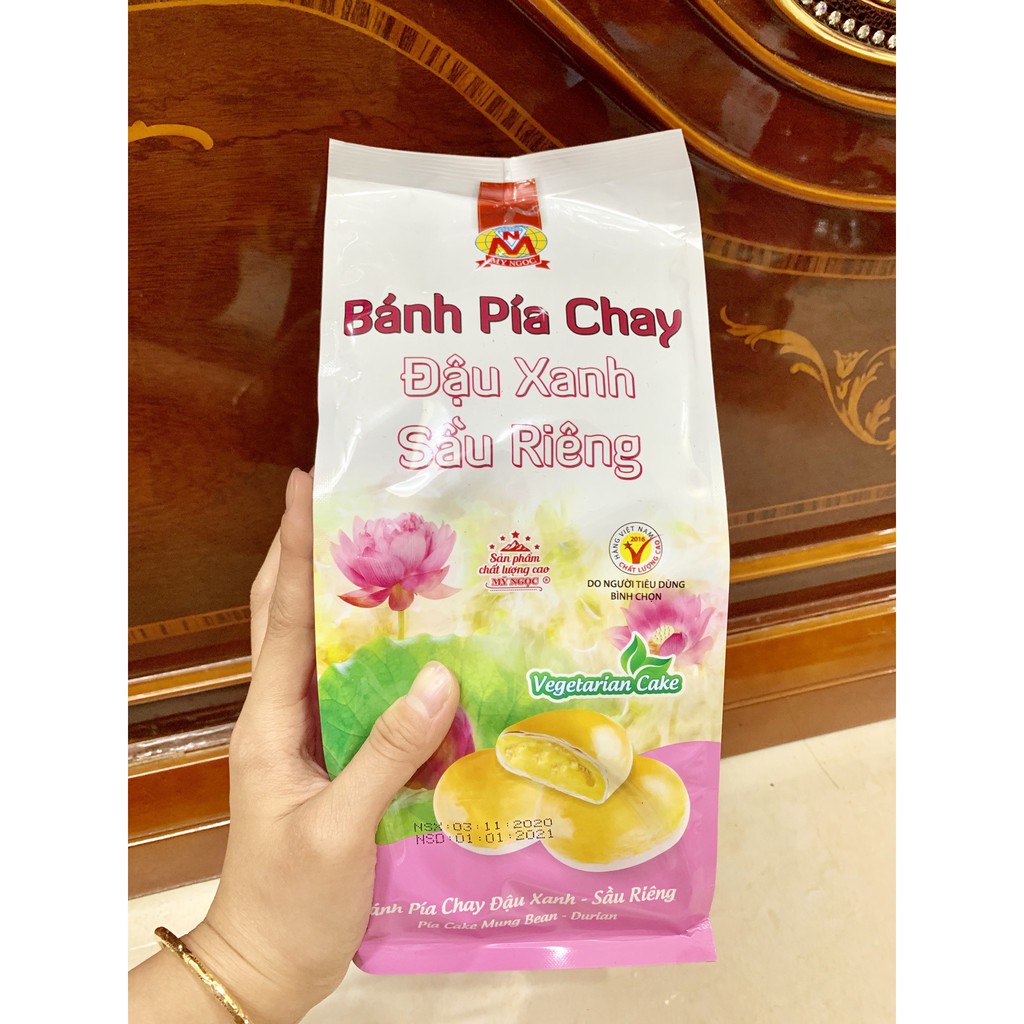 N
M
MỸ NGỌC
Bánh Pía Chay
Đậu Xanh
Sầu Riêng
Sản phẩm
chất lượng cao
MỸ NGỌC ®
HÀNG VIỆT NAM
2016
CHẤT LƯỢNG CAO
DO NGƯỜI TIÊU DÙNG
BÌNH CHỌN
Vegetarian Cake
NSX:03:11:2020
NSD:01:01:2021
ánh Pía Chay Đậu Xanh - Sầu Riêng
Pía Cake Mung Bean - Durian